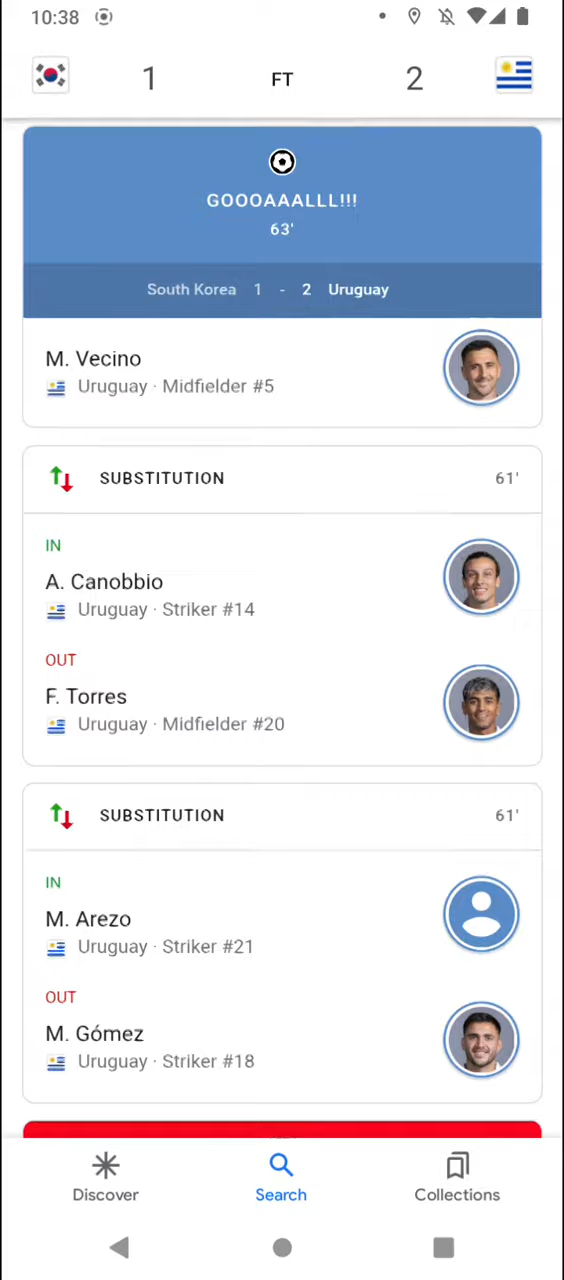 10:38
1 FT 2
GOOOAAALLL!!!
63'
South Korea 1 - 2 Uruguay
M. Vecino
Uruguay · Midfielder #5
SUBSTITUTION 61'
IN
A. Canobbio
Uruguay · Striker #14
OUT
F. Torres
Uruguay · Midfielder #20
SUBSTITUTION 61'
IN
M. Arezo
Uruguay · Striker #21
OUT
M. Gómez
Uruguay · Striker #18
Discover Search Collections